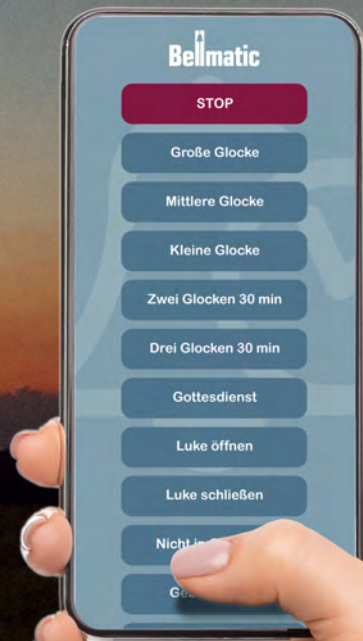 Bellmatic
STOP
Große Glocke
Mittlere Glocke
Kleine Glocke
Zwei Glocken 30 min
Drei Glocken 30 min
Gottesdienst
Luke öffnen
Luke schließen
Nicht